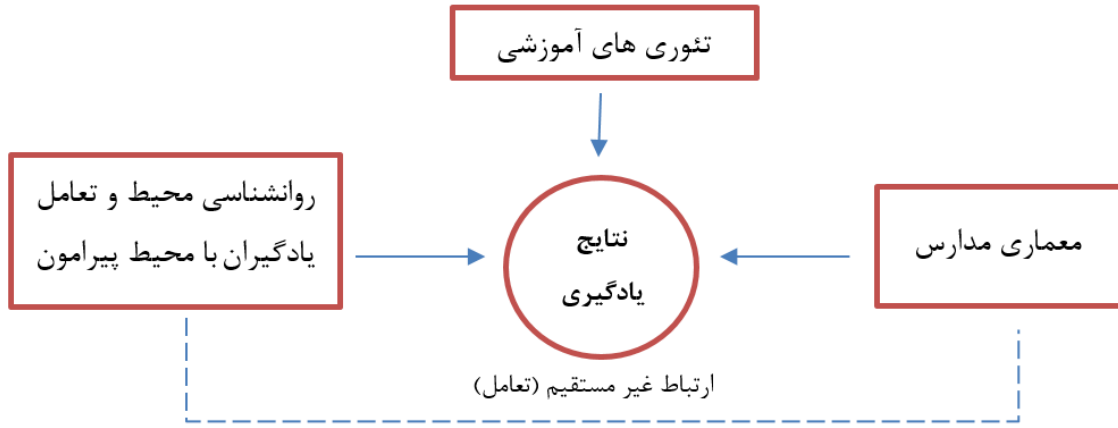 تئوری های آموزشی
روانشناسی محیط و تعامل
یادگیران با محیط پیرامون
نتایج
یادگیری
معماری مدارس
ارتباط غیر مستقیم (تعامل)